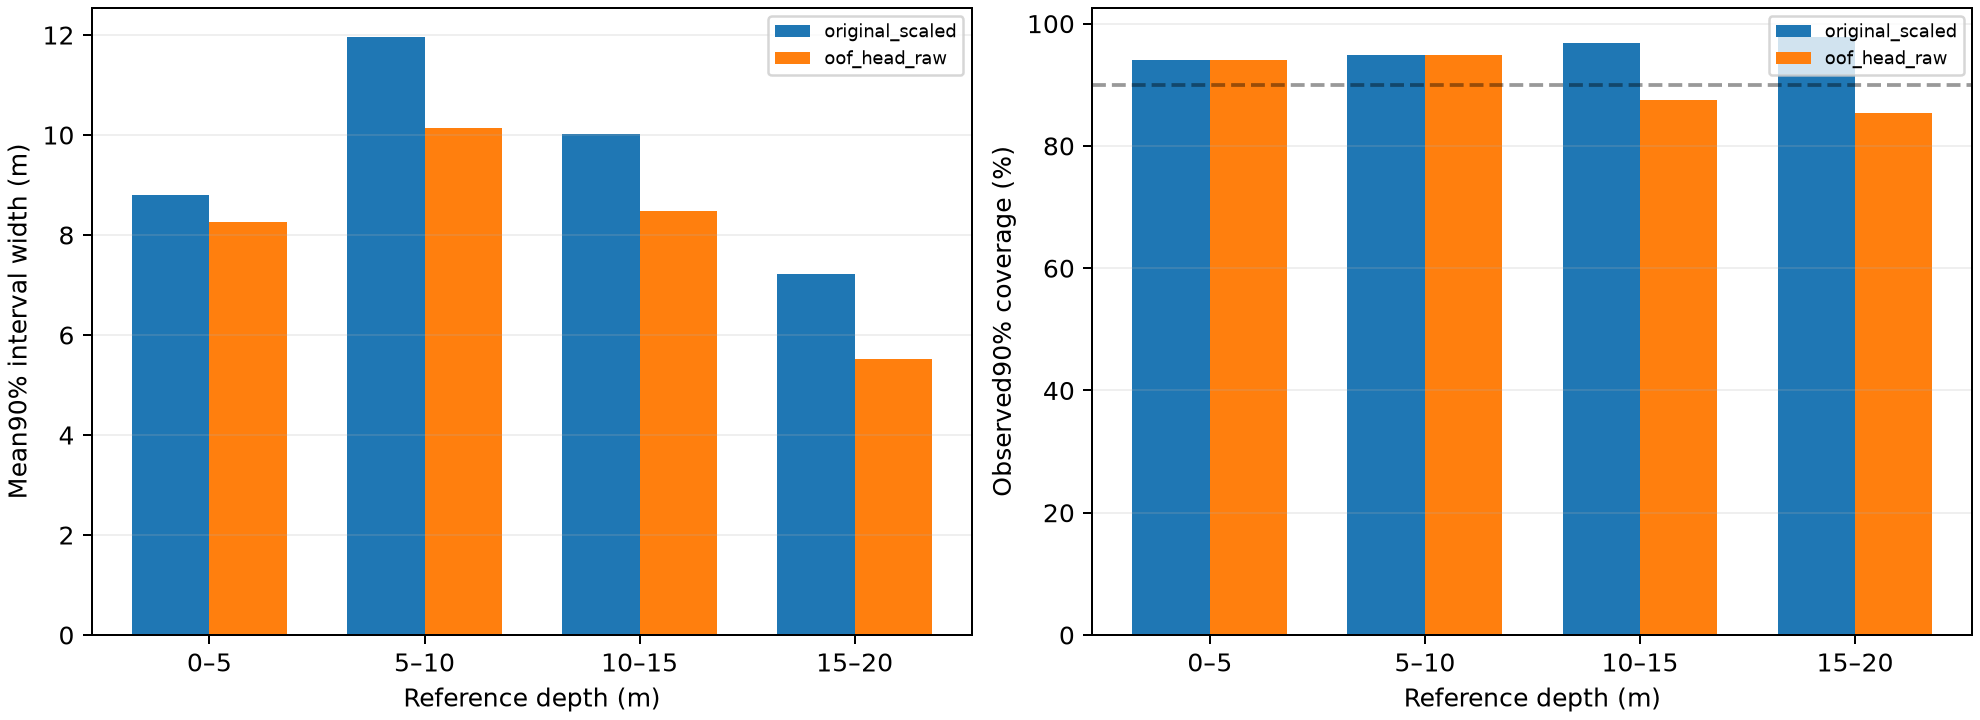 Mean90% interval width (m)
12
10
8
6
4
2
0
original_scaled
oof_head_raw
0–5
5–10
10–15
15–20
Reference depth (m)
Observed90% coverage (%)
100
80
60
40
20
0
original_scaled
oof_head_raw
0–5
5–10
10–15
15–20
Reference depth (m)